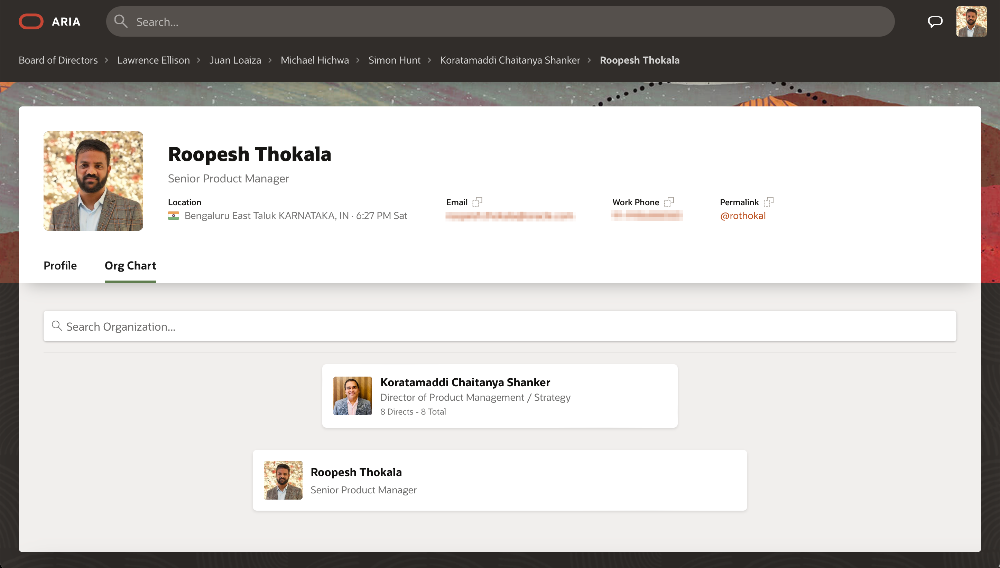 ARIA
Search...
Board of Directors > Lawrence Ellison > Juan Loaiza > Michael Hichwa > Simon Hunt > Koratamaddi Chaitanya Shanker > Roopesh Thokala
Roopesh Thokala
Senior Product Manager
Location
Bengaluru East Taluk KARNATAKA, IN · 6:27 PM Sat
Email
Work Phone
Permalink
@rothokal
Profile
Org Chart
Search Organization...
Koratamaddi Chaitanya Shanker
Director of Product Management / Strategy
8 Directs - 8 Total
Roopesh Thokala
Senior Product Manager